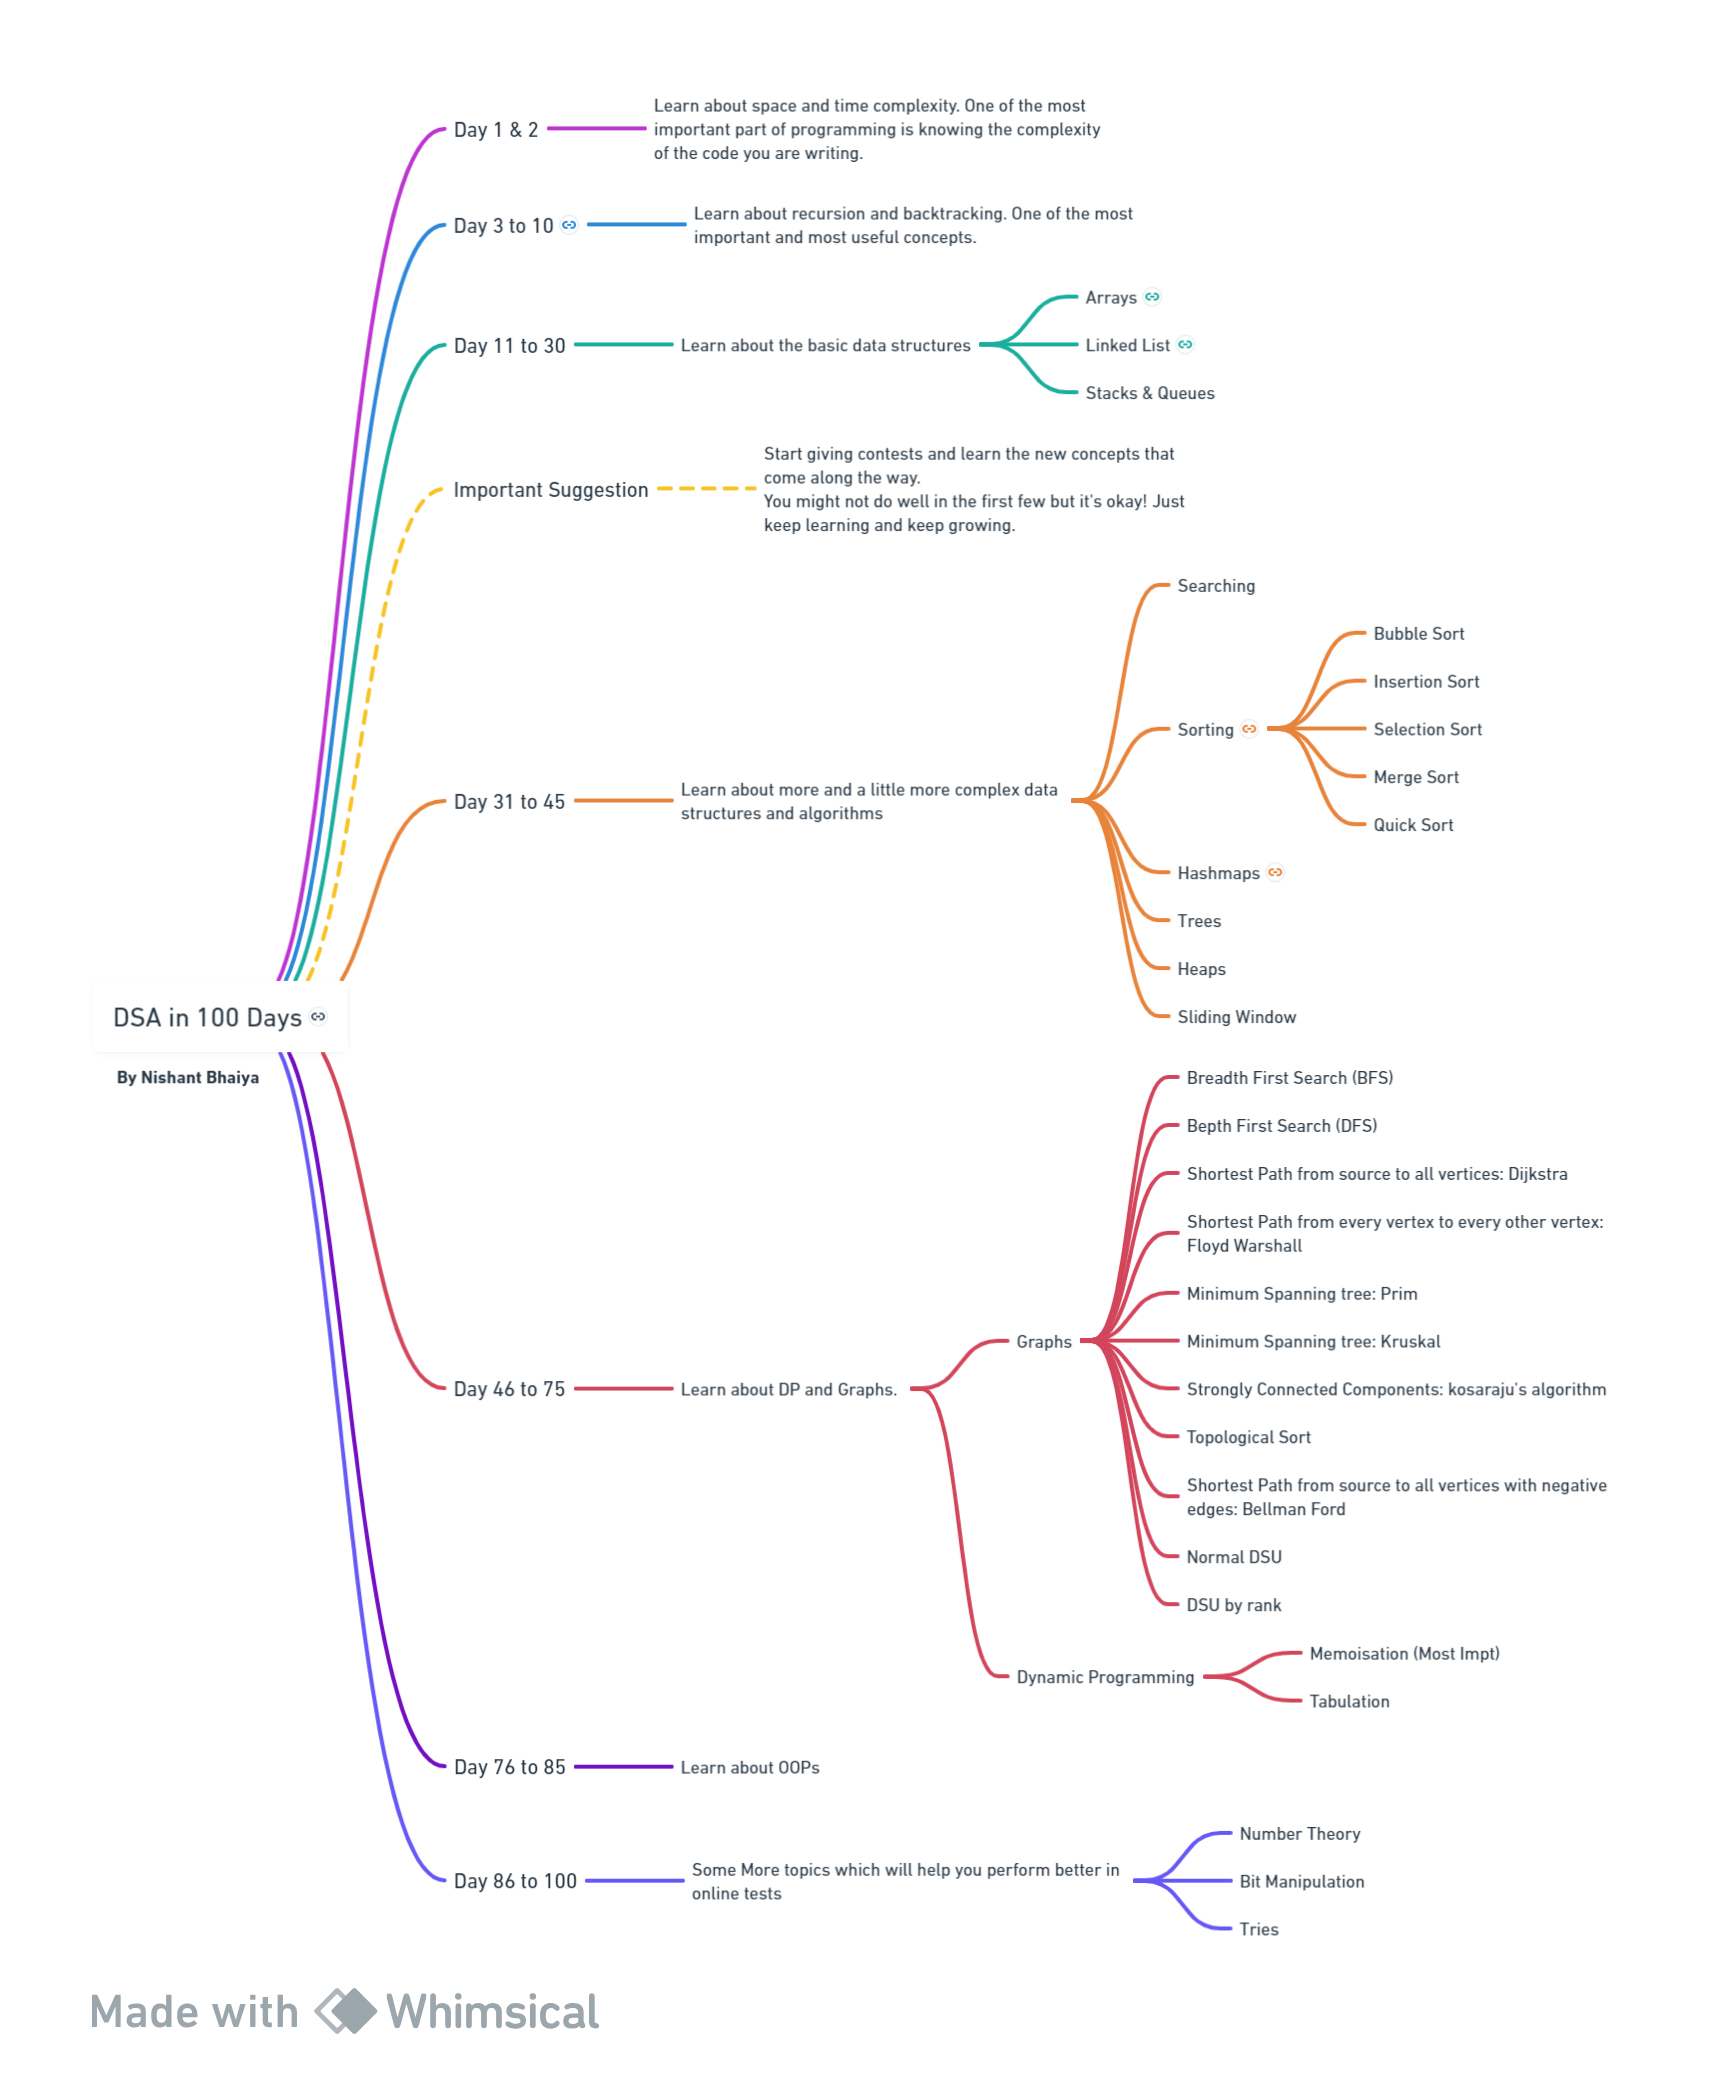 Day 1 & 2
Learn about space and time complexity. One of the most
important part of programming is knowing the complexity
of the code you are writing.
Day 3 to 10
Learn about recursion and backtracking. One of the most
important and most useful concepts.
Day 11 to 30
Learn about the basic data structures
Arrays
Linked List
Stacks & Queues
Important Suggestion
Start giving contests and learn the new concepts that
come along the way.
You might not do well in the first few but it's okay! Just
keep learning and keep growing.
Day 31 to 45
Learn about more and a little more complex data
structures and algorithms
Searching
Sorting
Bubble Sort
Insertion Sort
Selection Sort
Merge Sort
Quick Sort
Hashmaps
Trees
Heaps
Sliding Window
DSA in 100 Days
By Nishant Bhaiya
Day 46 to 75
Learn about DP and Graphs.
Graphs
Breadth First Search (BFS)
Bepth First Search (DFS)
Shortest Path from source to all vertices: Dijkstra
Shortest Path from every vertex to every other vertex:
Floyd Warshall
Minimum Spanning tree: Prim
Minimum Spanning tree: Kruskal
Strongly Connected Components: kosaraju's algorithm
Topological Sort
Shortest Path from source to all vertices with negative
edges: Bellman Ford
Normal DSU
DSU by rank
Dynamic Programming
Memoisation (Most Impt)
Tabulation
Day 76 to 85
Learn about OOPs
Day 86 to 100
Some More topics which will help you perform better in
online tests
Number Theory
Bit Manipulation
Tries
Made with Whimsical